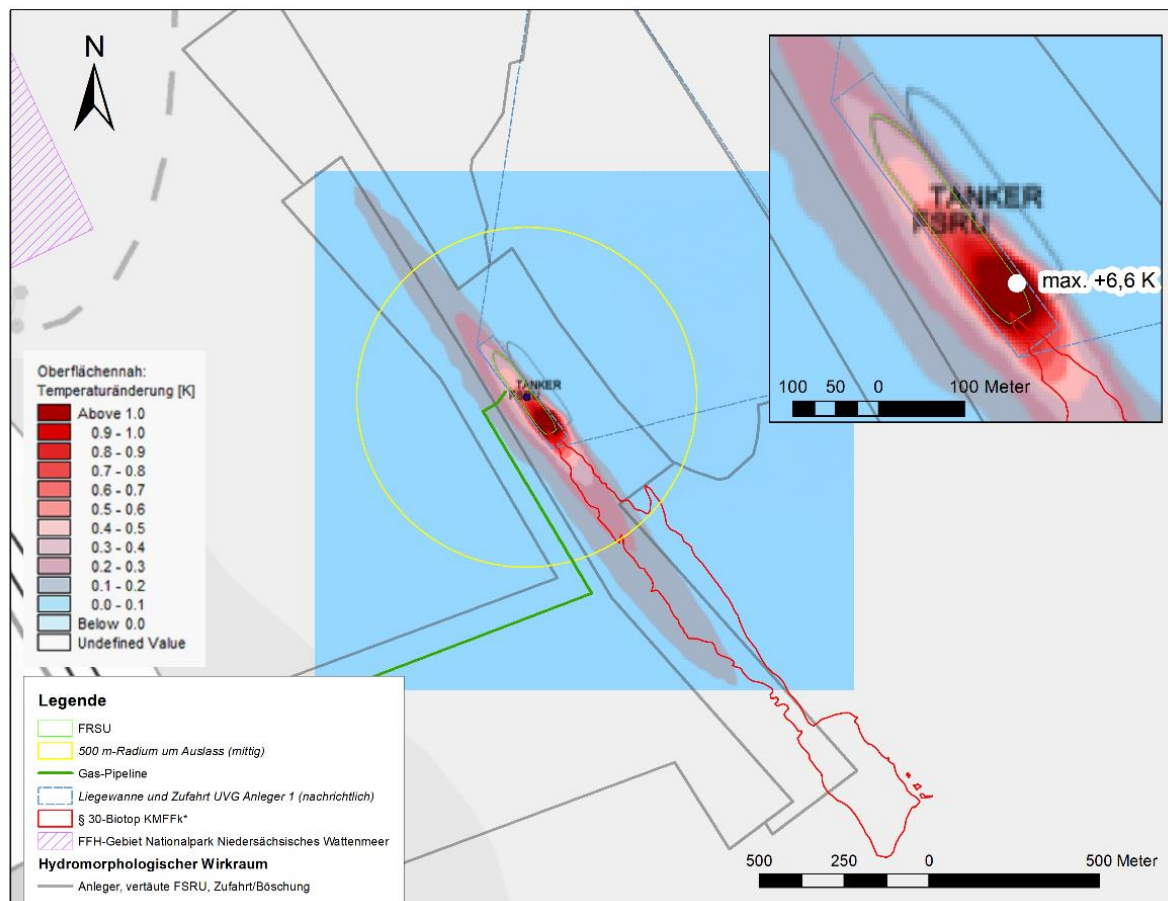 N
TANKER
FSRU
max. +6,6 K
100 50 0 100 Meter
TANKER
FSRU
Oberflächennah:
Temperaturänderung [K]
Above 1.0
0.9 - 1.0
0.8 - 0.9
0.7 - 0.8
0.6 - 0.7
0.5 - 0.6
0.4 - 0.5
0.3 - 0.4
0.2 - 0.3
0.1 - 0.2
0.0 - 0.1
Below 0.0
Undefined Value
Legende
FRSU
500 m-Radium um Auslass (mittig)
Gas-Pipeline
Liegewanne und Zufahrt UVG Anleger 1 (nachrichtlich)
§ 30-Biotop KMFFk*
FFH-Gebiet Nationalpark Niedersächsisches Wattenmeer
Hydromorphologischer Wirkraum
Anleger, vertäute FSRU, Zufahrt/Böschung
500 250 0 500 Meter